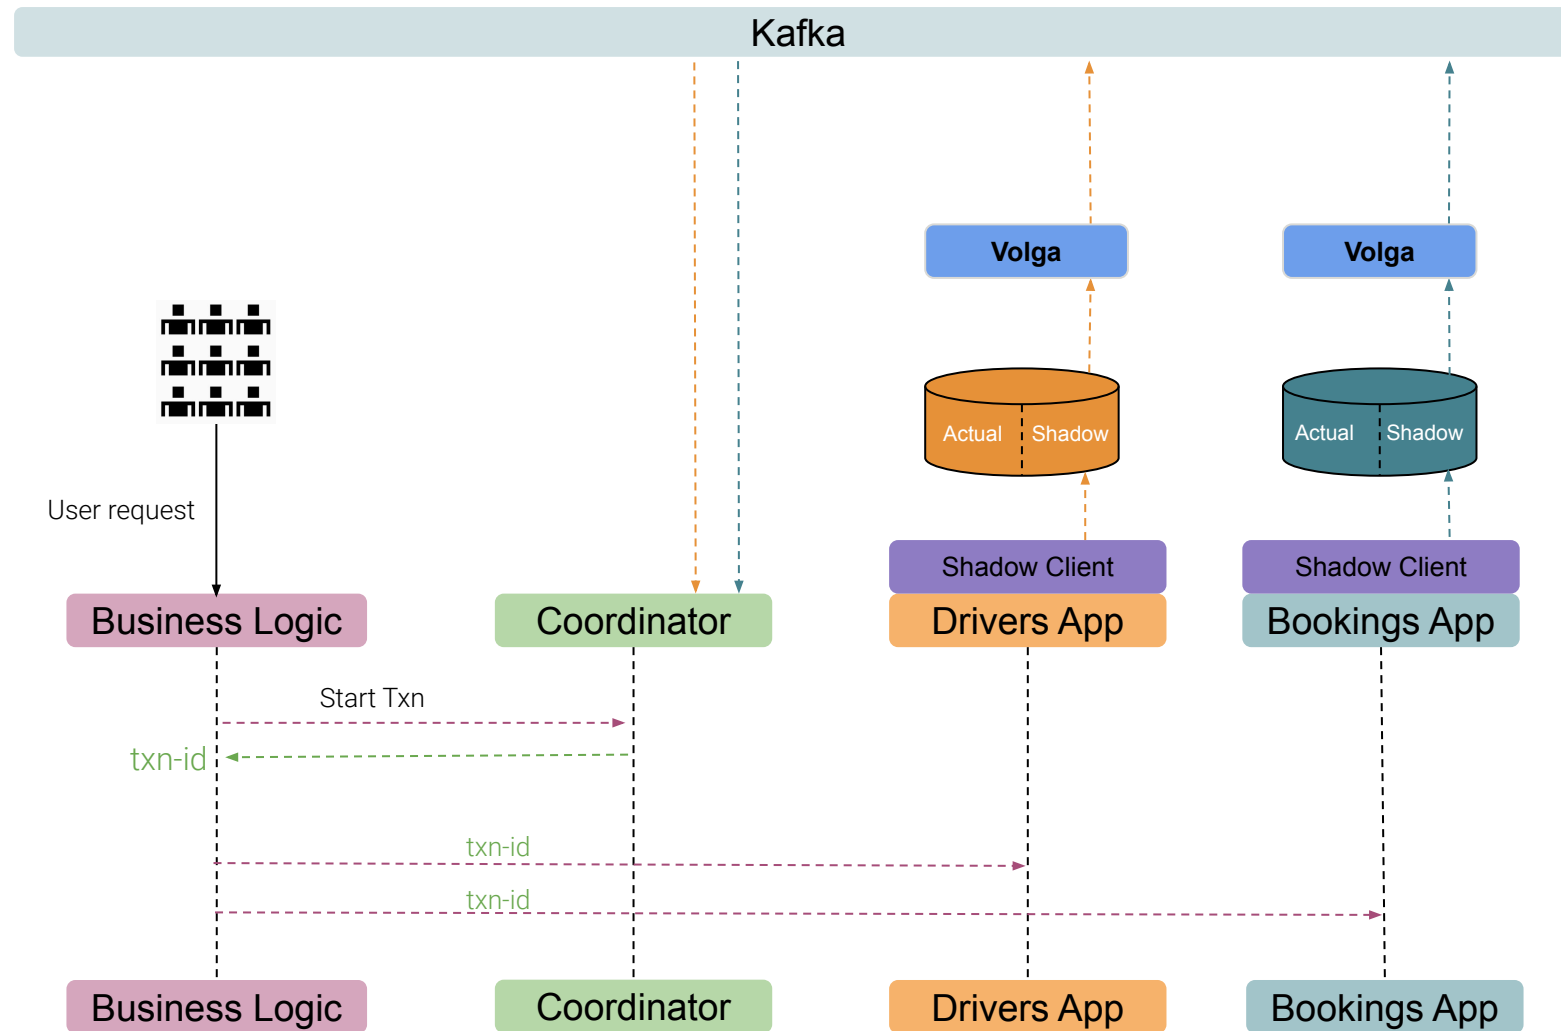 Kafka
Volga
Volga
Actual
Shadow
Actual
Shadow
User request
Shadow Client
Shadow Client
Business Logic
Coordinator
Drivers App
Bookings App
Start Txn
txn-id
txn-id
txn-id
Business Logic
Coordinator
Drivers App
Bookings App